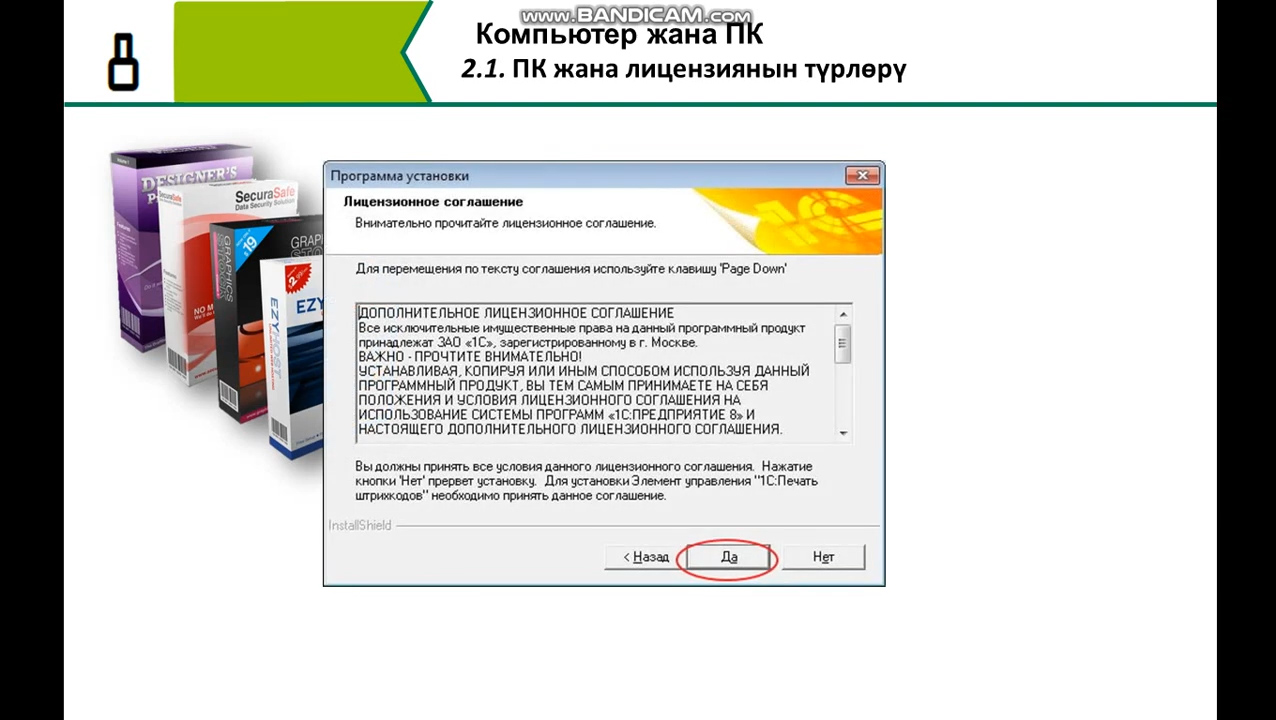 www.BANDICAM.com
Компьютер жана ПК
8
2.1. ПК жана лицензиянын түрлөрү
DESIGNER'S
SecuraSafe
Data Security Solution
19
GRAPHICS
EZY
EZY
Программа установки
Лицензионное соглашение
Внимательно прочитайте лицензионное соглашение.
Для перемещения по тексту соглашения используйте клавишу 'Page Down'
ДОПОЛНИТЕЛЬНОЕ ЛИЦЕНЗИОННОЕ СОГЛАШЕНИЕ
Все исключительные имущественные права на данный программный продукт
принадлежат ЗАО «1С», зарегистрированному в г. Москве.
ВАЖНО - ПРОЧТИТЕ ВНИМАТЕЛЬНО!
УСТАНАВЛИВАЯ, КОПИРУЯ ИЛИ ИНЫМ СПОСОБОМ ИСПОЛЬЗУЯ ДАННЫЙ
ПРОГРАММНЫЙ ПРОДУКТ, ВЫ ТЕМ САМЫМ ПРИНИМАЕТЕ НА СЕБЯ
ПОЛОЖЕНИЯ И УСЛОВИЯ ЛИЦЕНЗИОННОГО СОГЛАШЕНИЯ НА
ИСПОЛЬЗОВАНИЕ СИСТЕМЫ ПРОГРАММ «1С:ПРЕДПРИЯТИЕ 8» И
НАСТОЯЩЕГО ДОПОЛНИТЕЛЬНОГО ЛИЦЕНЗИОННОГО СОГЛАШЕНИЯ.
Вы должны принять все условия данного лицензионного соглашения. Нажатие
кнопки 'Нет' прервет установку. Для установки Элемент управления "1С:Печать
штрихкодов" необходимо принять данное соглашение.
InstallShield
< Назад
Да
Нет